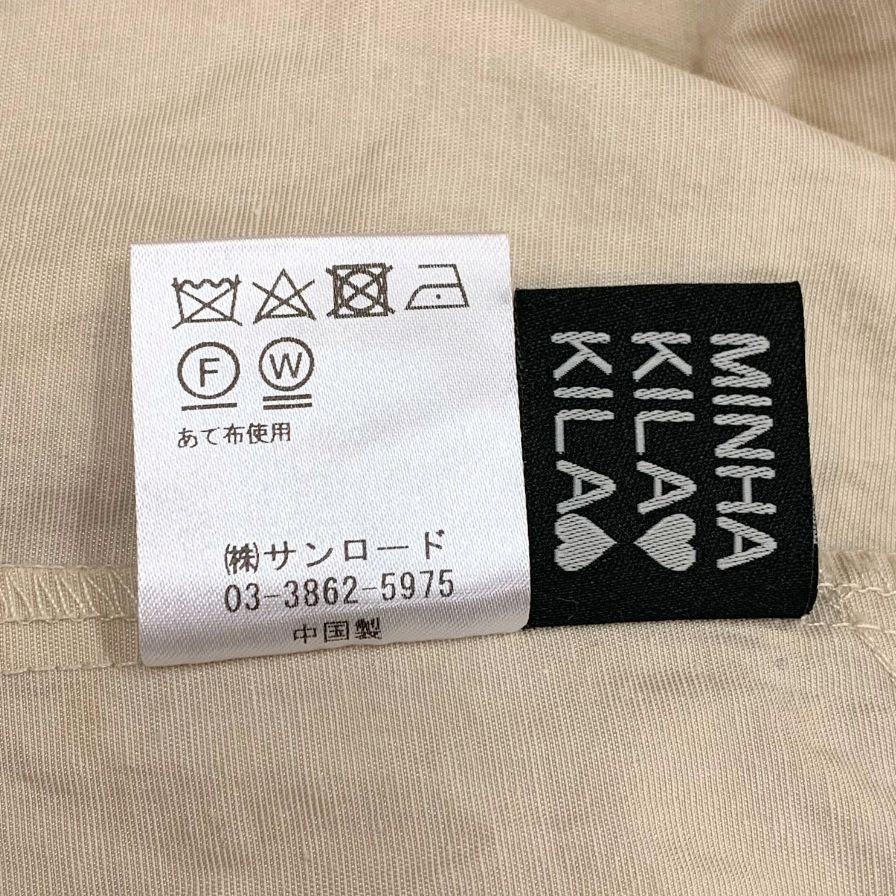 F W
あて布使用
㈱サンロード
03-3862-5975
中国製
MINHA
KILA♥
KILA♥